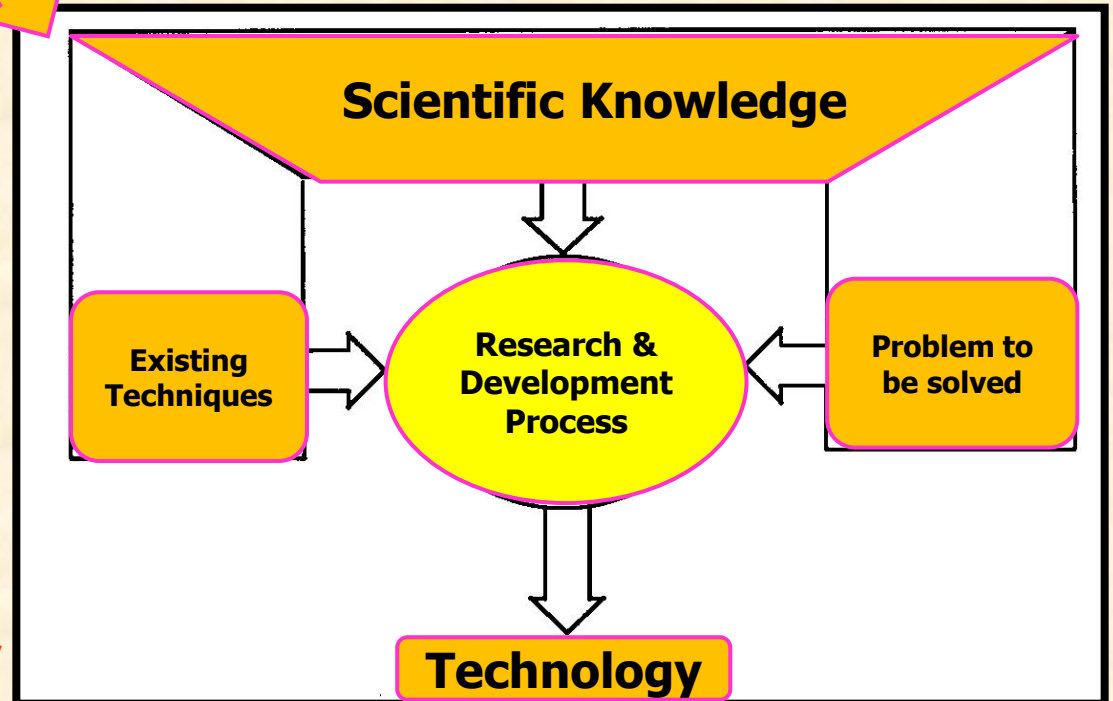 Scientific Knowledge
Existing
Techniques
Research &
Development
Process
Problem to
be solved
Technology